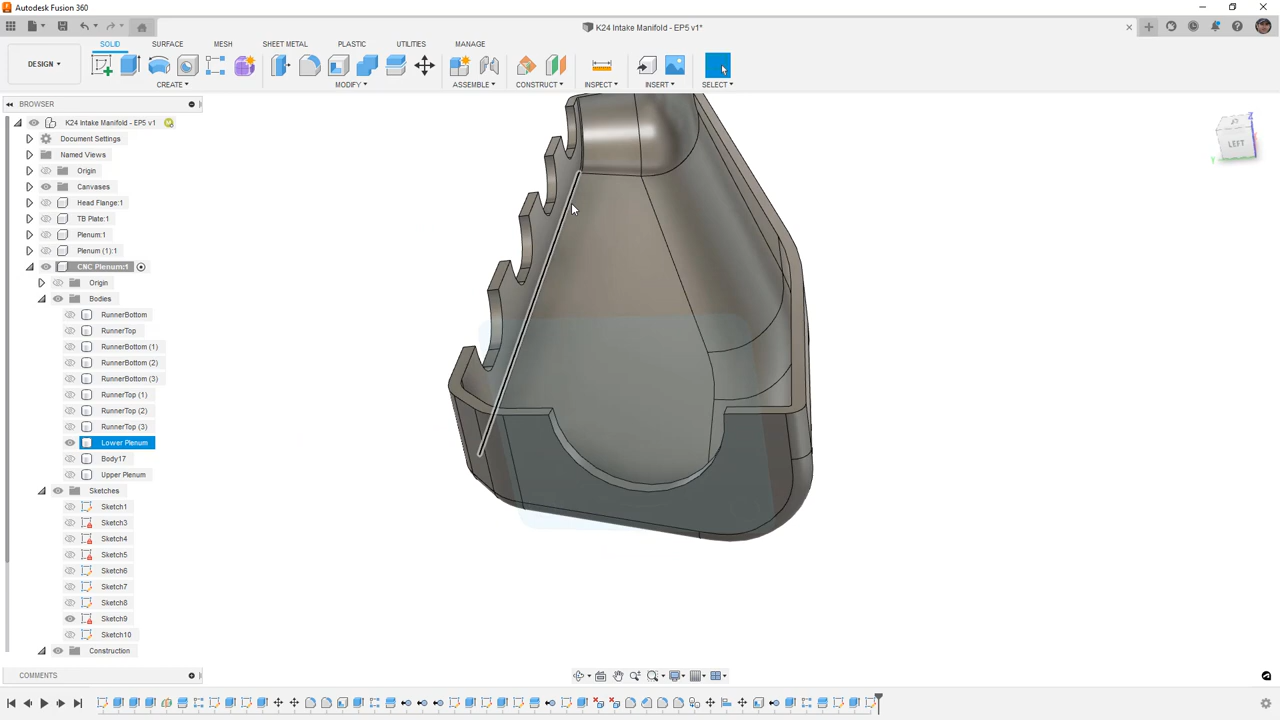 Autodesk Fusion 360
K24 Intake Manifold - EP5 v1*
DESIGN
SOLID SURFACE MESH SHEET METAL PLASTIC UTILITIES MANAGE
CREATE MODIFY ASSEMBLE CONSTRUCT INSPECT INSERT SELECT
BROWSER
K24 Intake Manifold - EP5 v1
Document Settings
Named Views
Origin
Canvases
Head Flange:1
TB Plate:1
Plenum:1
Plenum (1):1
CNC Plenum:1
Origin
Bodies
RunnerBottom
RunnerTop
RunnerBottom (1)
RunnerBottom (2)
RunnerBottom (3)
RunnerTop (1)
RunnerTop (2)
RunnerTop (3)
Lower Plenum
Body17
Upper Plenum
Sketches
Sketch1
Sketch3
Sketch4
Sketch5
Sketch6
Sketch7
Sketch8
Sketch9
Sketch10
Construction
LEFT
Z
Y
COMMENTS